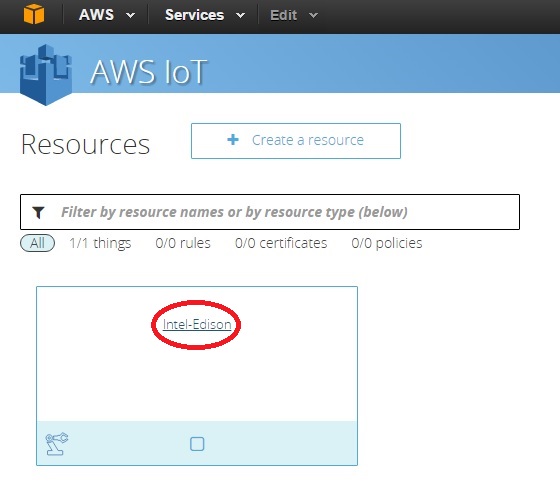 AWS Services Edit
AWS IoT
Resources
Create a resource
Filter by resource names or by resource type (below)
All 1/1 things 0/0 rules 0/0 certificates 0/0 policies
Intel-Edison